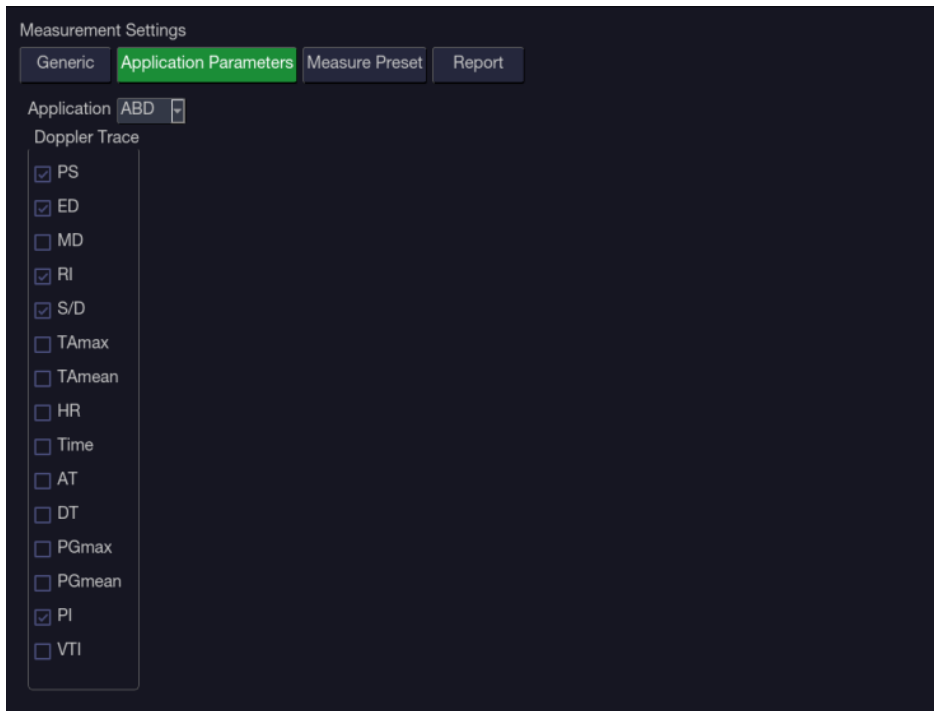 Measurement Settings
Generic Application Parameters Measure Preset Report
Application ABD
Doppler Trace
PS
ED
MD
RI
S/D
TAmax
TAmean
HR
Time
AT
DT
PGmax
PGmean
PI
VTI